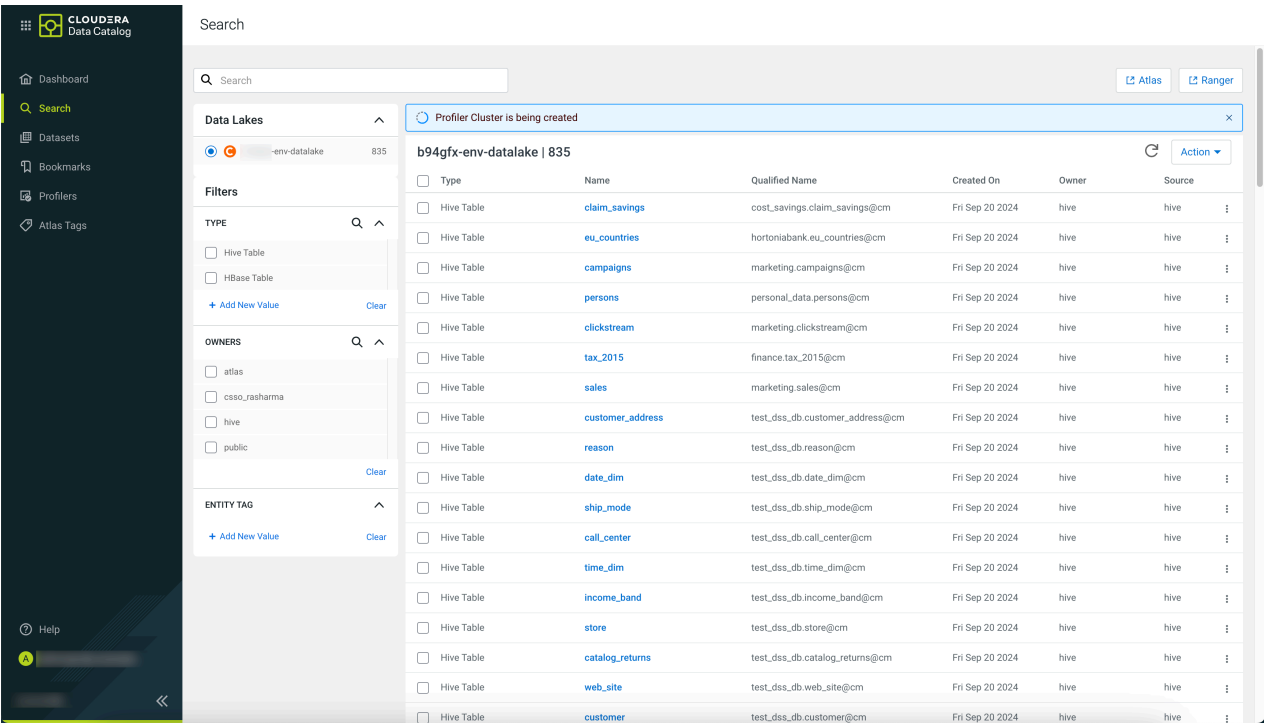 CLOUDERA
Data Catalog
Search
Dashboard
Search
Datasets
Bookmarks
Profilers
Atlas Tags
Help
A
Search
Atlas
Ranger
Data Lakes
-env-datalake 835
Filters
TYPE
Hive Table
HBase Table
+ Add New Value Clear
OWNERS
atlas
csso_rasharma
hive
public
Clear
ENTITY TAG
+ Add New Value Clear
Profiler Cluster is being created
b94gfx-env-datalake | 835
Action
Type Name Qualified Name Created On Owner Source
Hive Table claim_savings cost_savings.claim_savings@cm Fri Sep 20 2024 hive hive
Hive Table eu_countries hortoniabank.eu_countries@cm Fri Sep 20 2024 hive hive
Hive Table campaigns marketing.campaigns@cm Fri Sep 20 2024 hive hive
Hive Table persons personal_data.persons@cm Fri Sep 20 2024 hive hive
Hive Table clickstream marketing.clickstream@cm Fri Sep 20 2024 hive hive
Hive Table tax_2015 finance.tax_2015@cm Fri Sep 20 2024 hive hive
Hive Table sales marketing.sales@cm Fri Sep 20 2024 hive hive
Hive Table customer_address test_dss_db.customer_address@cm Fri Sep 20 2024 hive hive
Hive Table reason test_dss_db.reason@cm Fri Sep 20 2024 hive hive
Hive Table date_dim test_dss_db.date_dim@cm Fri Sep 20 2024 hive hive
Hive Table ship_mode test_dss_db.ship_mode@cm Fri Sep 20 2024 hive hive
Hive Table call_center test_dss_db.call_center@cm Fri Sep 20 2024 hive hive
Hive Table time_dim test_dss_db.time_dim@cm Fri Sep 20 2024 hive hive
Hive Table income_band test_dss_db.income_band@cm Fri Sep 20 2024 hive hive
Hive Table store test_dss_db.store@cm Fri Sep 20 2024 hive hive
Hive Table catalog_returns test_dss_db.catalog_returns@cm Fri Sep 20 2024 hive hive
Hive Table web_site test_dss_db.web_site@cm Fri Sep 20 2024 hive hive
Hive Table customer test_dss_db.customer@cm Fri Sep 20 2024 hive hive